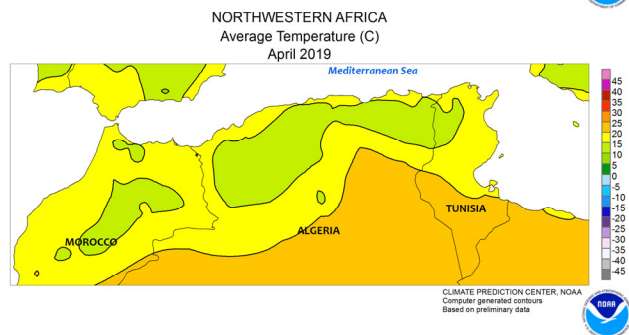 NORTHWESTERN AFRICA
Average Temperature (C)
April 2019
Mediterranean Sea
45
40
35
30
25
20
15
10
5
0
-5
-10
-15
-20
-25
-30
-35
-40
-45
MOROCCO
ALGERIA
TUNISIA
CLIMATE PREDICTION CENTER, NOAA
Computer generated contours
Based on preliminary data
NOAA